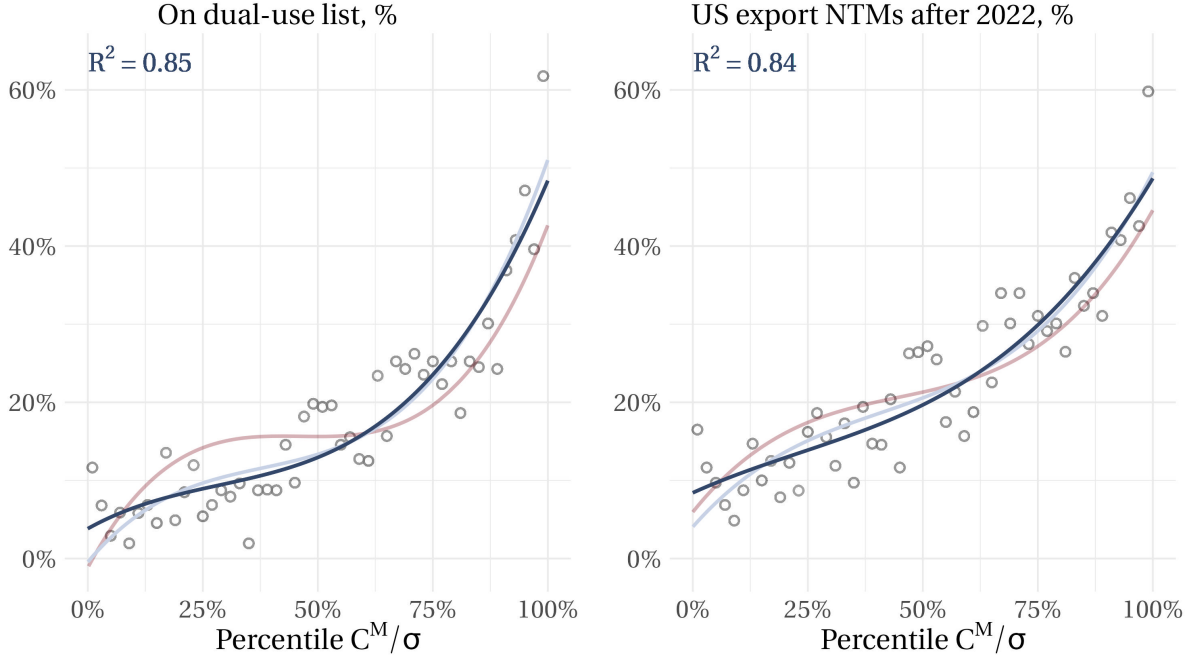 On dual-use list, %
R² = 0.85
60%
40%
20%
0%
0% 25% 50% 75% 100%
Percentile Cᴹ/σ
US export NTMs after 2022, %
R² = 0.84
60%
40%
20%
0%
0% 25% 50% 75% 100%
Percentile Cᴹ/σ